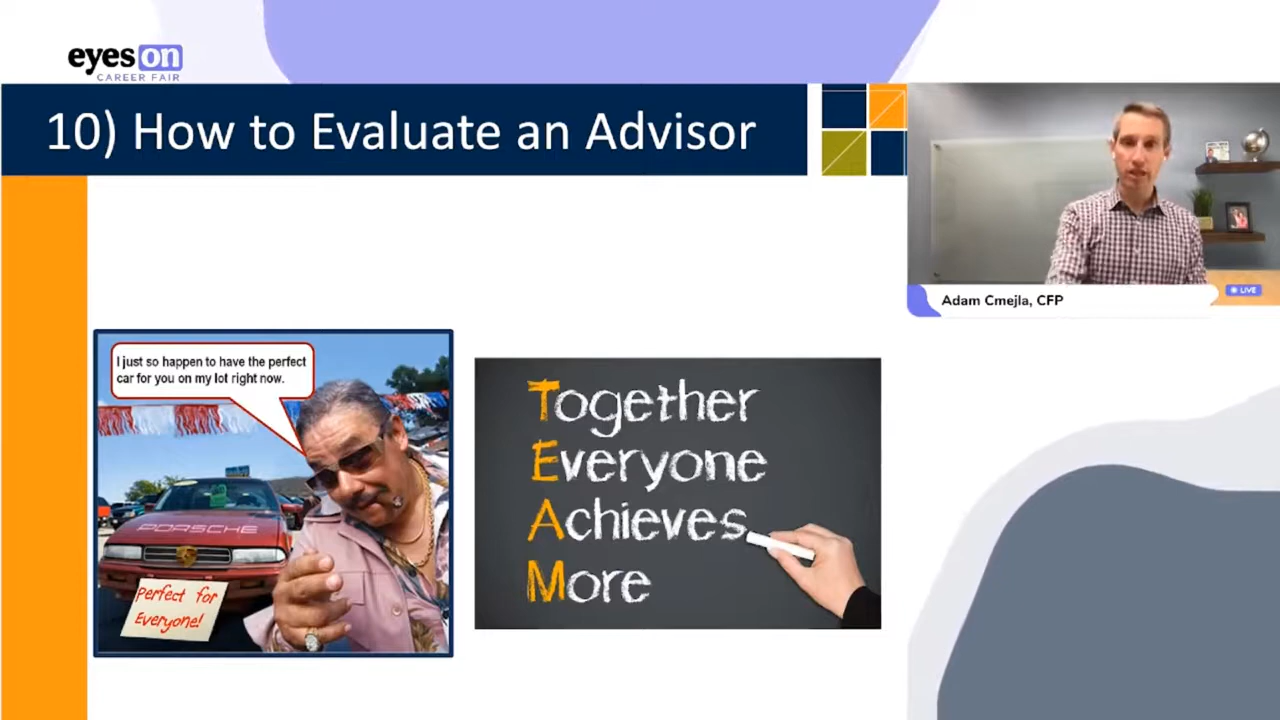 eyes on
CAREER FAIR
10) How to Evaluate an Advisor
Adam Cmejla, CFP
LIVE
I just so happen to have the perfect
car for you on my lot right now.
PORSCHE
Perfect for
Everyone!
Together
Everyone
Achieves
More